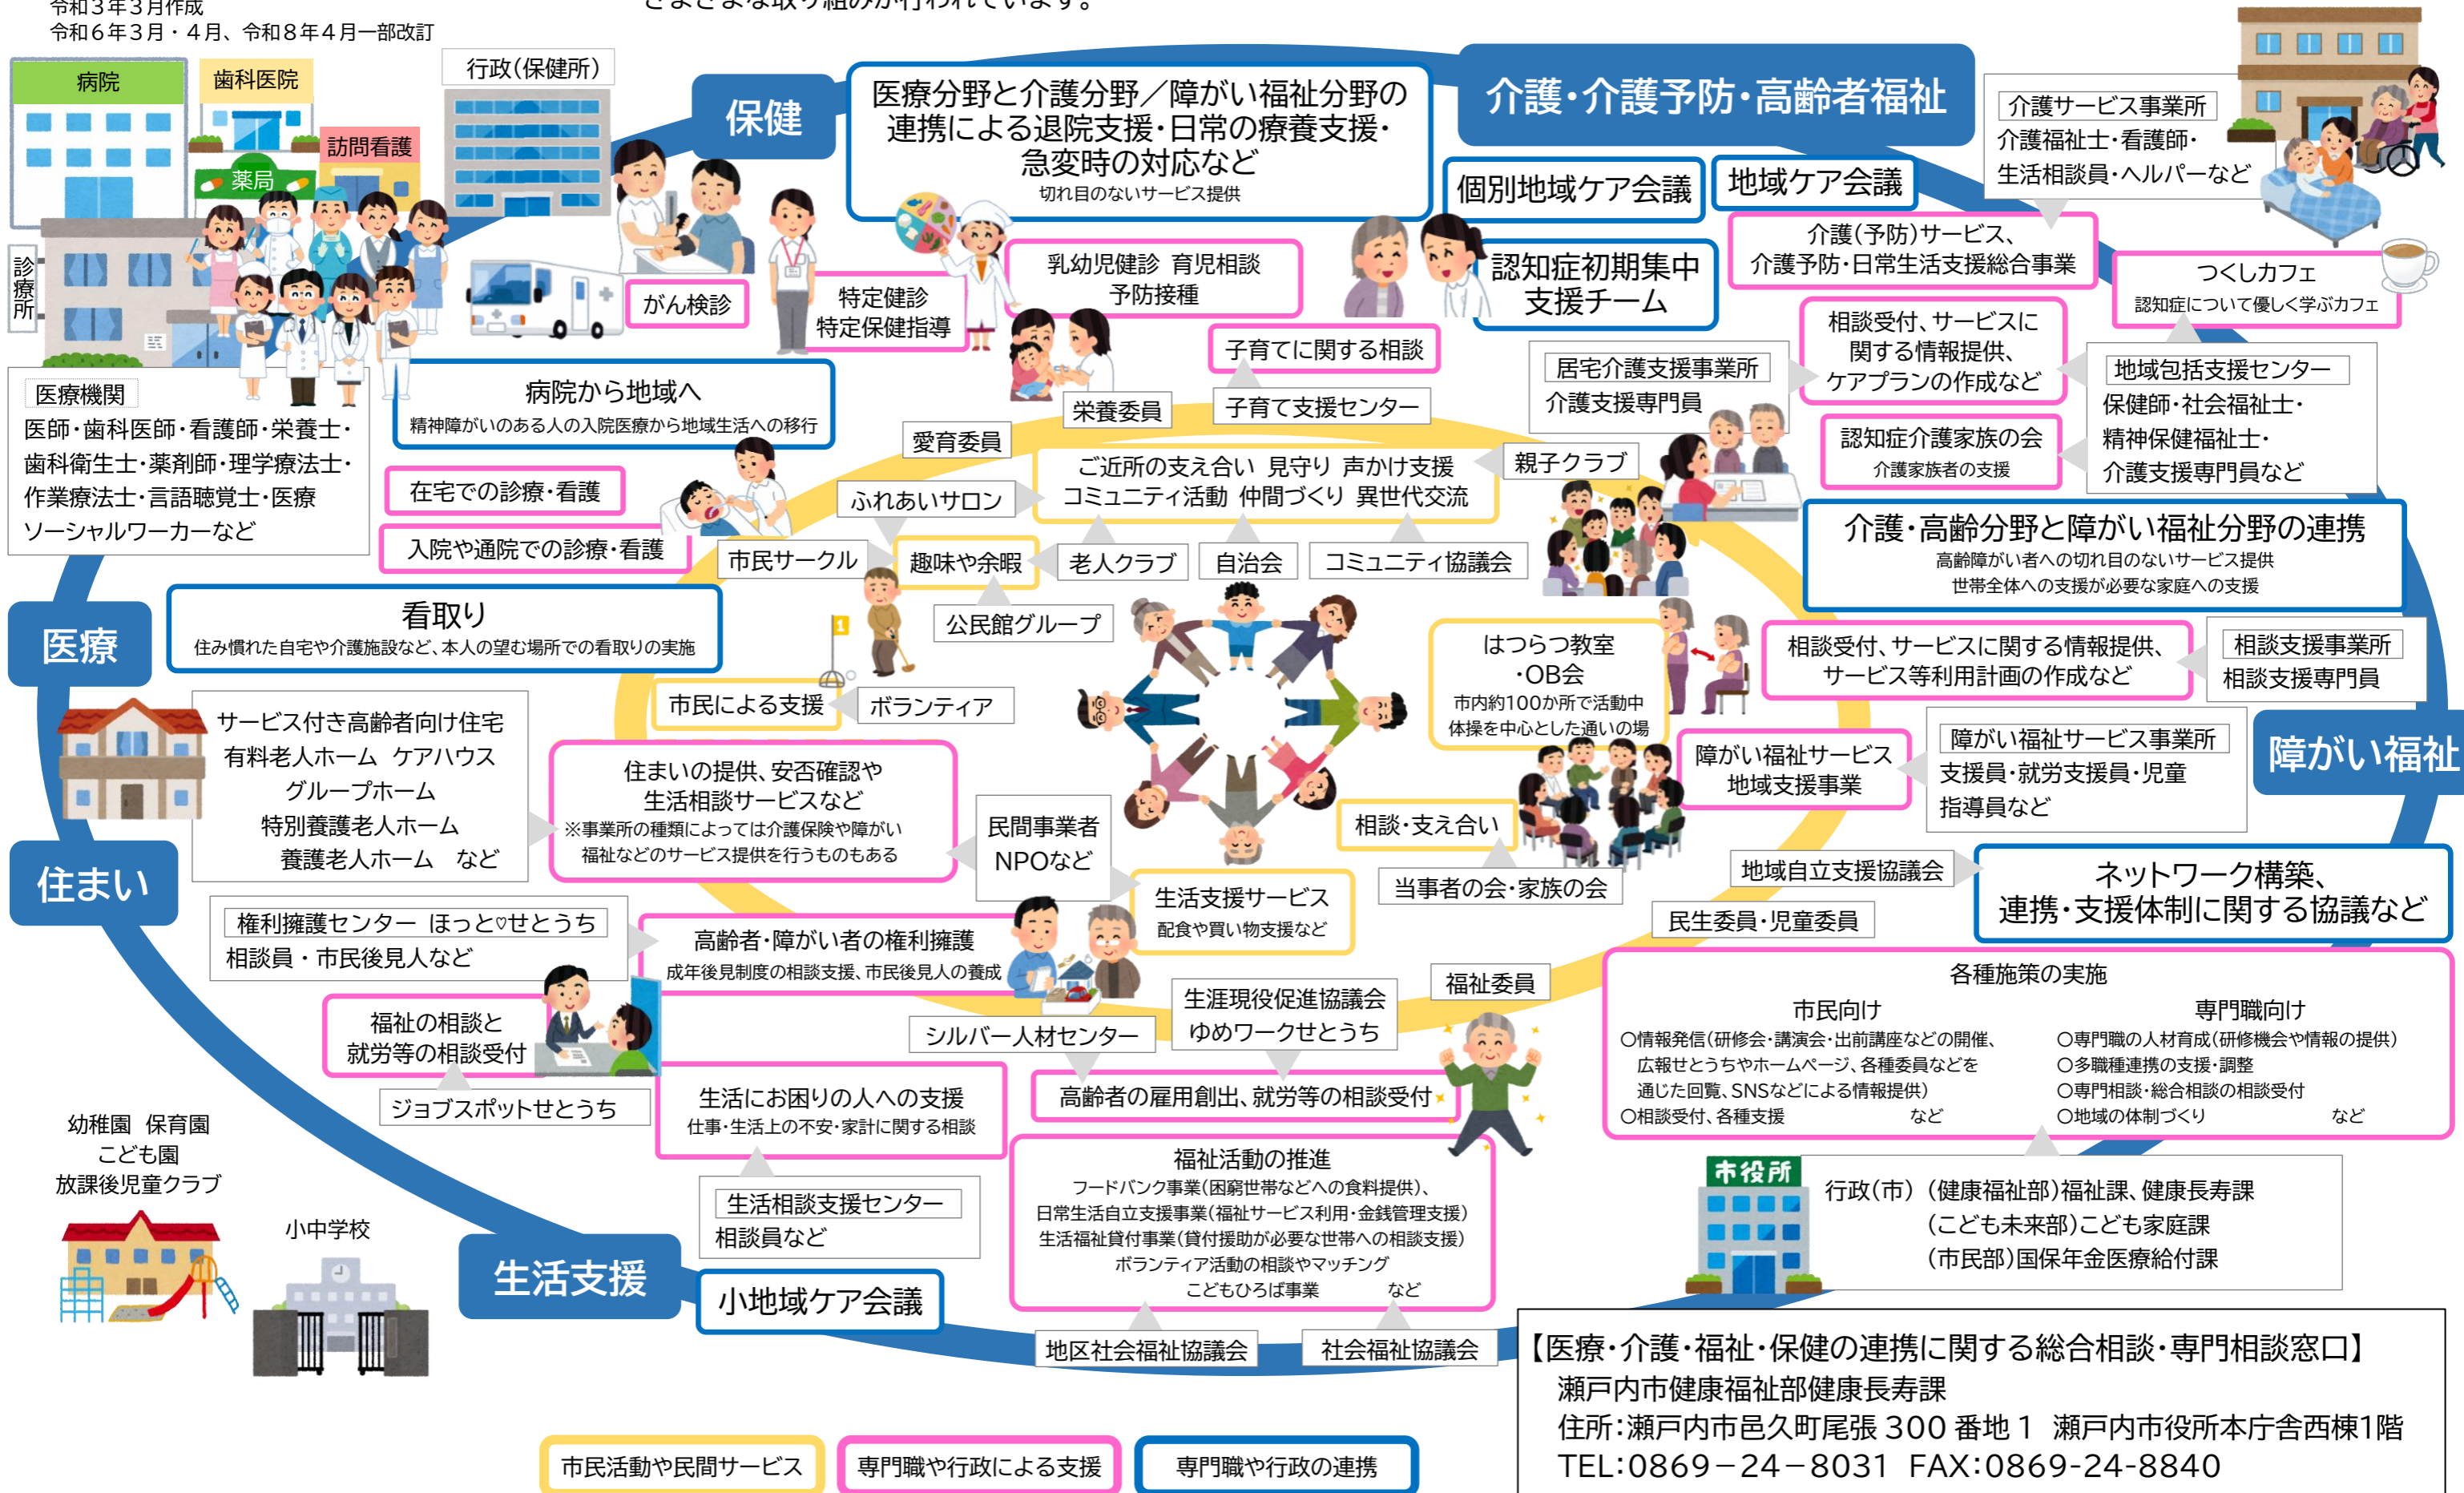 令和3年3月作成
令和6年3月・4月、令和8年4月一部改訂
さまざまな取り組みが行われています。
病院
歯科医院
訪問看護
薬局
診療所
行政(保健所)
保健
医療分野と介護分野／障がい福祉分野の
連携による退院支援・日常の療養支援・
急変時の対応など
切れ目のないサービス提供
介護・介護予防・高齢者福祉
介護サービス事業所
介護福祉士・看護師・
生活相談員・ヘルパーなど
個別地域ケア会議
地域ケア会議
介護(予防)サービス、
介護予防・日常生活支援総合事業
認知症初期集中
支援チーム
つくしカフェ
認知症について優しく学ぶカフェ
がん検診
特定健診
特定保健指導
乳幼児健診 育児相談
予防接種
子育てに関する相談
子育て支援センター
相談受付、サービスに
関する情報提供、
ケアプランの作成など
居宅介護支援事業所
介護支援専門員
地域包括支援センター
保健師・社会福祉士・
精神保健福祉士・
介護支援専門員など
認知症介護家族の会
介護家族者の支援
医療機関
医師・歯科医師・看護師・栄養士・
歯科衛生士・薬剤師・理学療法士・
作業療法士・言語聴覚士・医療
ソーシャルワーカーなど
病院から地域へ
精神障がいのある人の入院医療から地域生活への移行
栄養委員
愛育委員
在宅での診療・看護
入院や通院での診療・看護
ふれあいサロン
ご近所の支え合い 見守り 声かけ支援
コミュニティ活動 仲間づくり 異世代交流
親子クラブ
市民サークル
趣味や余暇
老人クラブ
自治会
コミュニティ協議会
公民館グループ
介護・高齢分野と障がい福祉分野の連携
高齢障がい者への切れ目のないサービス提供
世帯全体への支援が必要な家庭への支援
医療
看取り
住み慣れた自宅や介護施設など、本人の望む場所での看取りの実施
1
市民による支援
ボランティア
はつらつ教室
・OB会
市内約100か所で活動中
体操を中心とした通いの場
相談受付、サービスに関する情報提供、
サービス等利用計画の作成など
相談支援事業所
相談支援専門員
障がい福祉サービス
地域支援事業
障がい福祉サービス事業所
支援員・就労支援員・児童
指導員など
障がい福祉
サービス付き高齢者向け住宅
有料老人ホーム ケアハウス
グループホーム
特別養護老人ホーム
養護老人ホーム など
住まいの提供、安否確認や
生活相談サービスなど
※事業所の種類によっては介護保険や障がい
福祉などのサービス提供を行うものもある
民間事業者
NPOなど
相談・支え合い
当事者の会・家族の会
住まい
生活支援サービス
配食や買い物支援など
地域自立支援協議会
ネットワーク構築、
連携・支援体制に関する協議など
民生委員・児童委員
権利擁護センター ほっと♡せとうち
相談員・市民後見人など
高齢者・障がい者の権利擁護
成年後見制度の相談支援、市民後見人の養成
福祉委員
福祉の相談と
就労等の相談受付
ジョブスポットせとうち
シルバー人材センター
生涯現役促進協議会
ゆめワークせとうち
高齢者の雇用創出、就労等の相談受付
生活にお困りの人への支援
仕事・生活上の不安・家計に関する相談
生活相談支援センター
相談員など
各種施策の実施
市民向け
○情報発信(研修会・講演会・出前講座などの開催、
広報せとうちやホームページ、各種委員などを
通じた回覧、SNSなどによる情報提供)
○相談受付、各種支援 など
専門職向け
○専門職の人材育成(研修機会や情報の提供)
○多職種連携の支援・調整
○専門相談・総合相談の相談受付
○地域の体制づくり など
幼稚園 保育園
こども園
放課後児童クラブ
小中学校
生活支援
小地域ケア会議
福祉活動の推進
フードバンク事業(困窮世帯などへの食料提供)、
日常生活自立支援事業(福祉サービス利用・金銭管理支援)
生活福祉貸付事業(貸付援助が必要な世帯への相談支援)
ボランティア活動の相談やマッチング
こどもひろば事業 など
地区社会福祉協議会
社会福祉協議会
市役所
行政(市) (健康福祉部)福祉課、健康長寿課
(こども未来部)こども家庭課
(市民部)国保年金医療給付課
【医療・介護・福祉・保健の連携に関する総合相談・専門相談窓口】
瀬戸内市健康福祉部健康長寿課
住所:瀬戸内市邑久町尾張 300 番地 1 瀬戸内市役所本庁舎西棟1階
TEL:0869－24－8031 FAX:0869-24-8840
市民活動や民間サービス
専門職や行政による支援
専門職や行政の連携